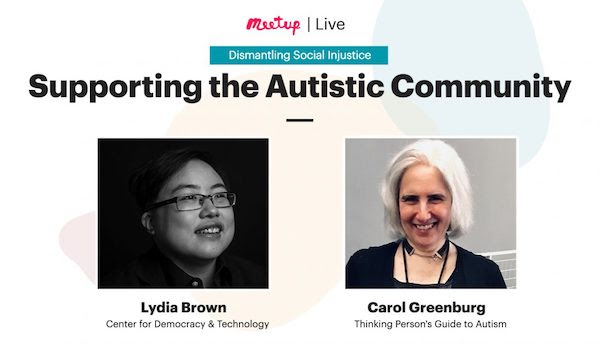 meetup | Live
Dismantling Social Injustice
Supporting the Autistic Community
Lydia Brown
Center for Democracy & Technology
Carol Greenburg
Thinking Person's Guide to Autism